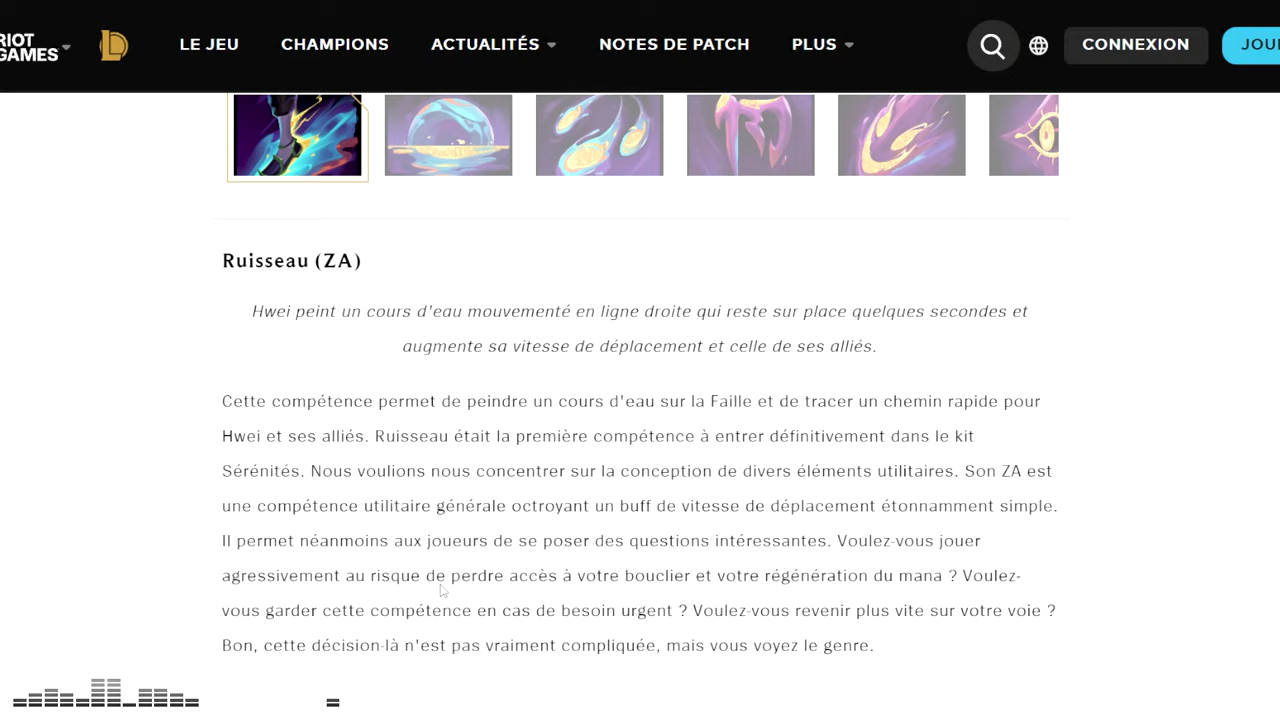 RIOT
GAMES
LE JEU CHAMPIONS ACTUALITÉS NOTES DE PATCH PLUS CONNEXION
Ruisseau (ZA)
Hwei peint un cours d'eau mouvementé en ligne droite qui reste sur place quelques secondes et
augmente sa vitesse de déplacement et celle de ses alliés.
Cette compétence permet de peindre un cours d'eau sur la Faille et de tracer un chemin rapide pour
Hwei et ses alliés. Ruisseau était la première compétence à entrer définitivement dans le kit
Sérénités. Nous voulions nous concentrer sur la conception de divers éléments utilitaires. Son ZA est
une compétence utilitaire générale octroyant un buff de vitesse de déplacement étonnamment simple.
Il permet néanmoins aux joueurs de se poser des questions intéressantes. Voulez-vous jouer
agressivement au risque de perdre accès à votre bouclier et votre régénération du mana ? Voulez-
vous garder cette compétence en cas de besoin urgent ? Voulez-vous revenir plus vite sur votre voie ?
Bon, cette décision-là n'est pas vraiment compliquée, mais vous voyez le genre.